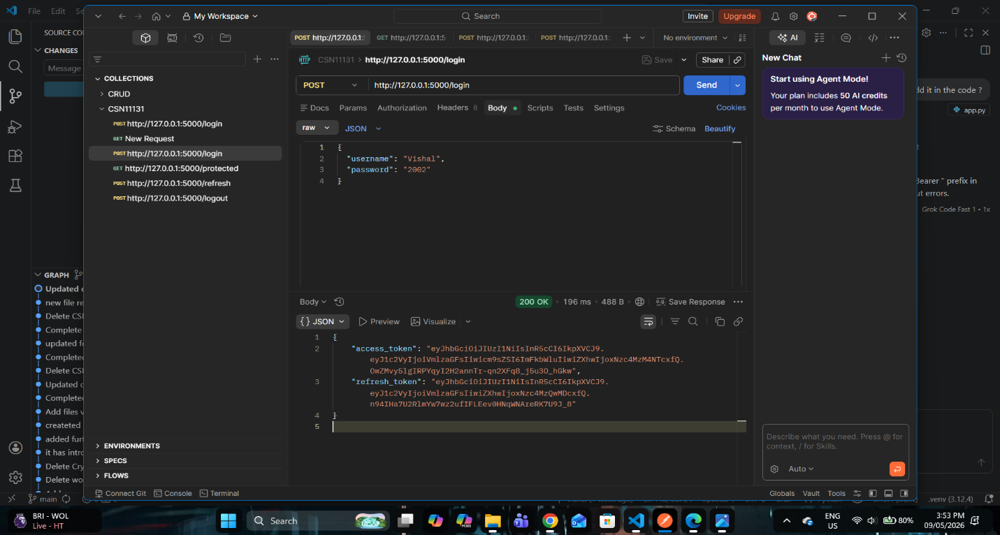 File Edit Se
My Workspace
Search
Invite
Upgrade
SOURCE CO
CHANGES
Message
GRAPH
Updated c
new file re
Delete CSI
Complete
updated fe
Completed
Delete CSI
Updated c
Completed
Add files v
createted
added furt
it has intro
Delete Cry
Delete wo
main
COLLECTIONS
CRUD
CSN11131
POST http://127.0.0.1:5000/login
GET New Request
POST http://127.0.0.1:5000/login
GET http://127.0.0.1:5000/protected
POST http://127.0.0.1:5000/refresh
POST http://127.0.0.1:5000/logout
ENVIRONMENTS
SPECS
FLOWS
POST http://127.0.0.1: GET http://127.0.0.1:5 POST http://127.0.0.1: POST http://127.0.0.1: No environment
HTTP CSN11131 > http://127.0.0.1:5000/login
Save
Share
POST http://127.0.0.1:5000/login
Send
Docs Params Authorization Headers 8 Body Scripts Tests Settings
Cookies
raw JSON
Schema Beautify
1 {
2 "username": "Vishal",
3 "password": "2002"
4 }
Body
200 OK 196 ms 488 B e.g. Save Response
{} JSON Preview Visualize
1 {
2 "access_token": "eyJhbGciOiJIUzI1NiIsInR5cCI6IkpXVCJ9.
eyJ1c2VyIjoiVmlzaGFsIiwicm9sZSI6ImFkbWluIiwiZXhwIjoxNzc4MzM4NTcxfQ.
OwZMvy5lgIRPYqyI2H2annTr-qn2XFq8_j5u3O_hGkw",
3 "refresh_token": "eyJhbGciOiJIUzI1NiIsInR5cCI6IkpXVCJ9.
eyJ1c2VyIjoiVmlzaGFsIiwiZXhwIjoxNzc4MzQwMDcxfQ.
n94IHa7U2RlmYw7wz2ufIFLEev0HNqWNAreRK7U9J_8"
4 }
5
AI
New Chat
Start using Agent Mode!
Your plan includes 50 AI credits
per month to use Agent Mode.
Describe what you need. Press @ for
context, / for Skills.
Auto
dd it in the code ?
app.py
Bearer " prefix in
ut errors.
Grok Code Fast 1 • 1x
Connect Git Console Terminal
Globals Vault Tools
.venv (3.12.4)
BRI - WOL
Live - HT
Search
ENG
US
80%
3:53 PM
09/05/2026